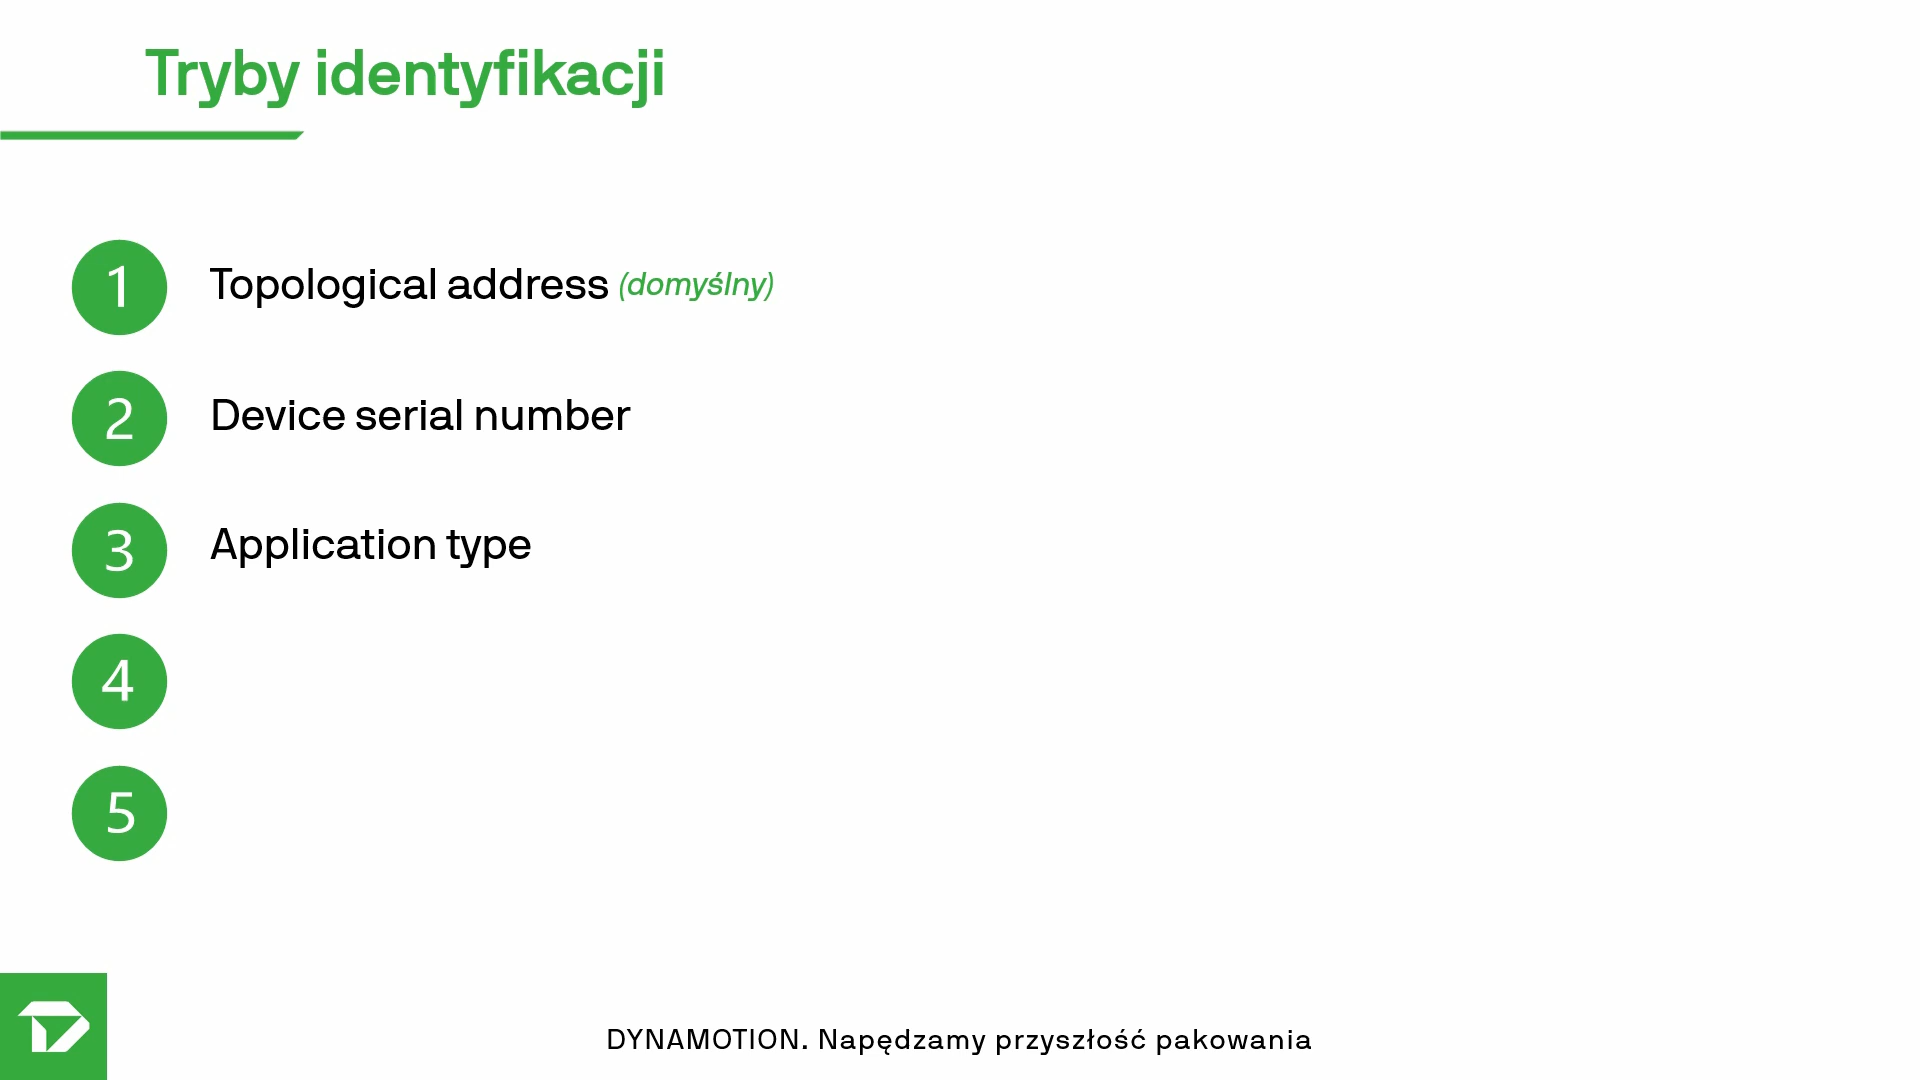 Tryby identyfikacji
1 Topological address (domyślny)
2 Device serial number
3 Application type
4
5
DYNAMOTION. Napędzamy przyszłość pakowania